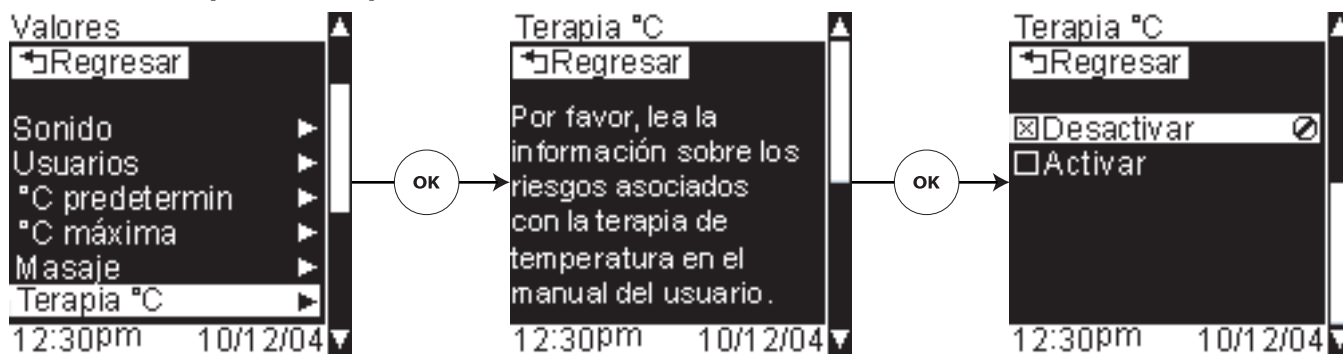 Valores
Regresar
Sonido
Usuarios
°C predetermin
°C máxima
Masaje
Terapia °C
12:30pm 10/12/04
OK
Terapia °C
Regresar
Por favor, lea la
información sobre los
riesgos asociados
con la terapia de
temperatura en el
manual del usuario.
12:30pm 10/12/04
OK
Terapia °C
Regresar
Desactivar
Activar
12:30pm 10/12/04